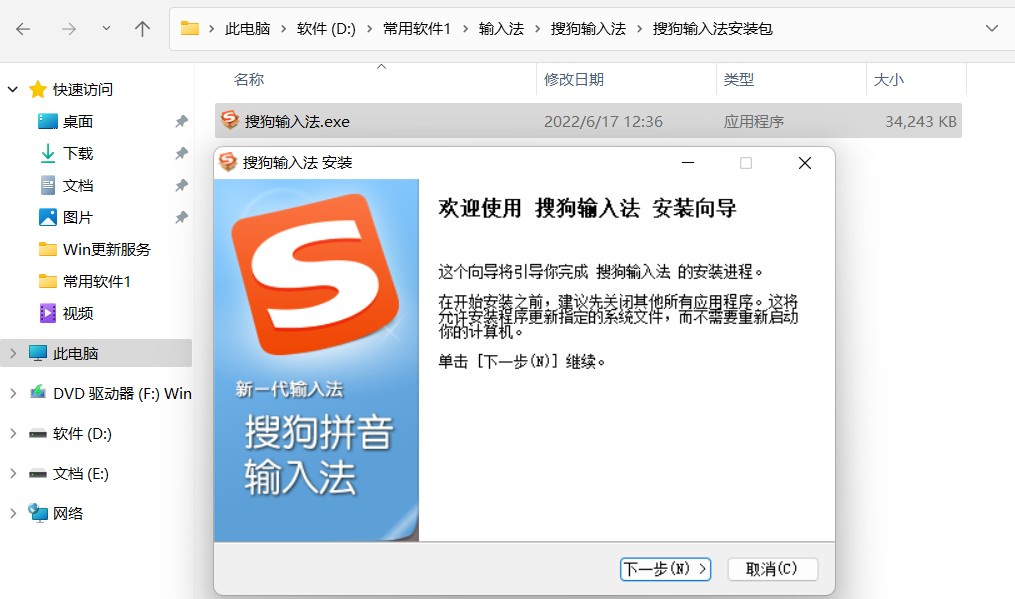 此电脑 › 软件 (D:) › 常用软件1 › 输入法 › 搜狗输入法 › 搜狗输入法安装包
名称 修改日期 类型 大小
搜狗输入法.exe 2022/6/17 12:36 应用程序 34,243 KB
快速访问
桌面
下载
文档
图片
Win更新服务
常用软件1
视频
此电脑
DVD 驱动器 (F:) Win
软件 (D:)
文档 (E:)
网络
搜狗输入法 安装
S
新一代输入法
搜狗拼音
输入法
欢迎使用 搜狗输入法 安装向导
这个向导将引导你完成 搜狗输入法 的安装进程。
在开始安装之前，建议先关闭其他所有应用程序。这将
允许安装程序更新指定的系统文件，而不需要重新启动
你的计算机。
单击 [下一步(N)] 继续。
下一步(N) > 取消(C)